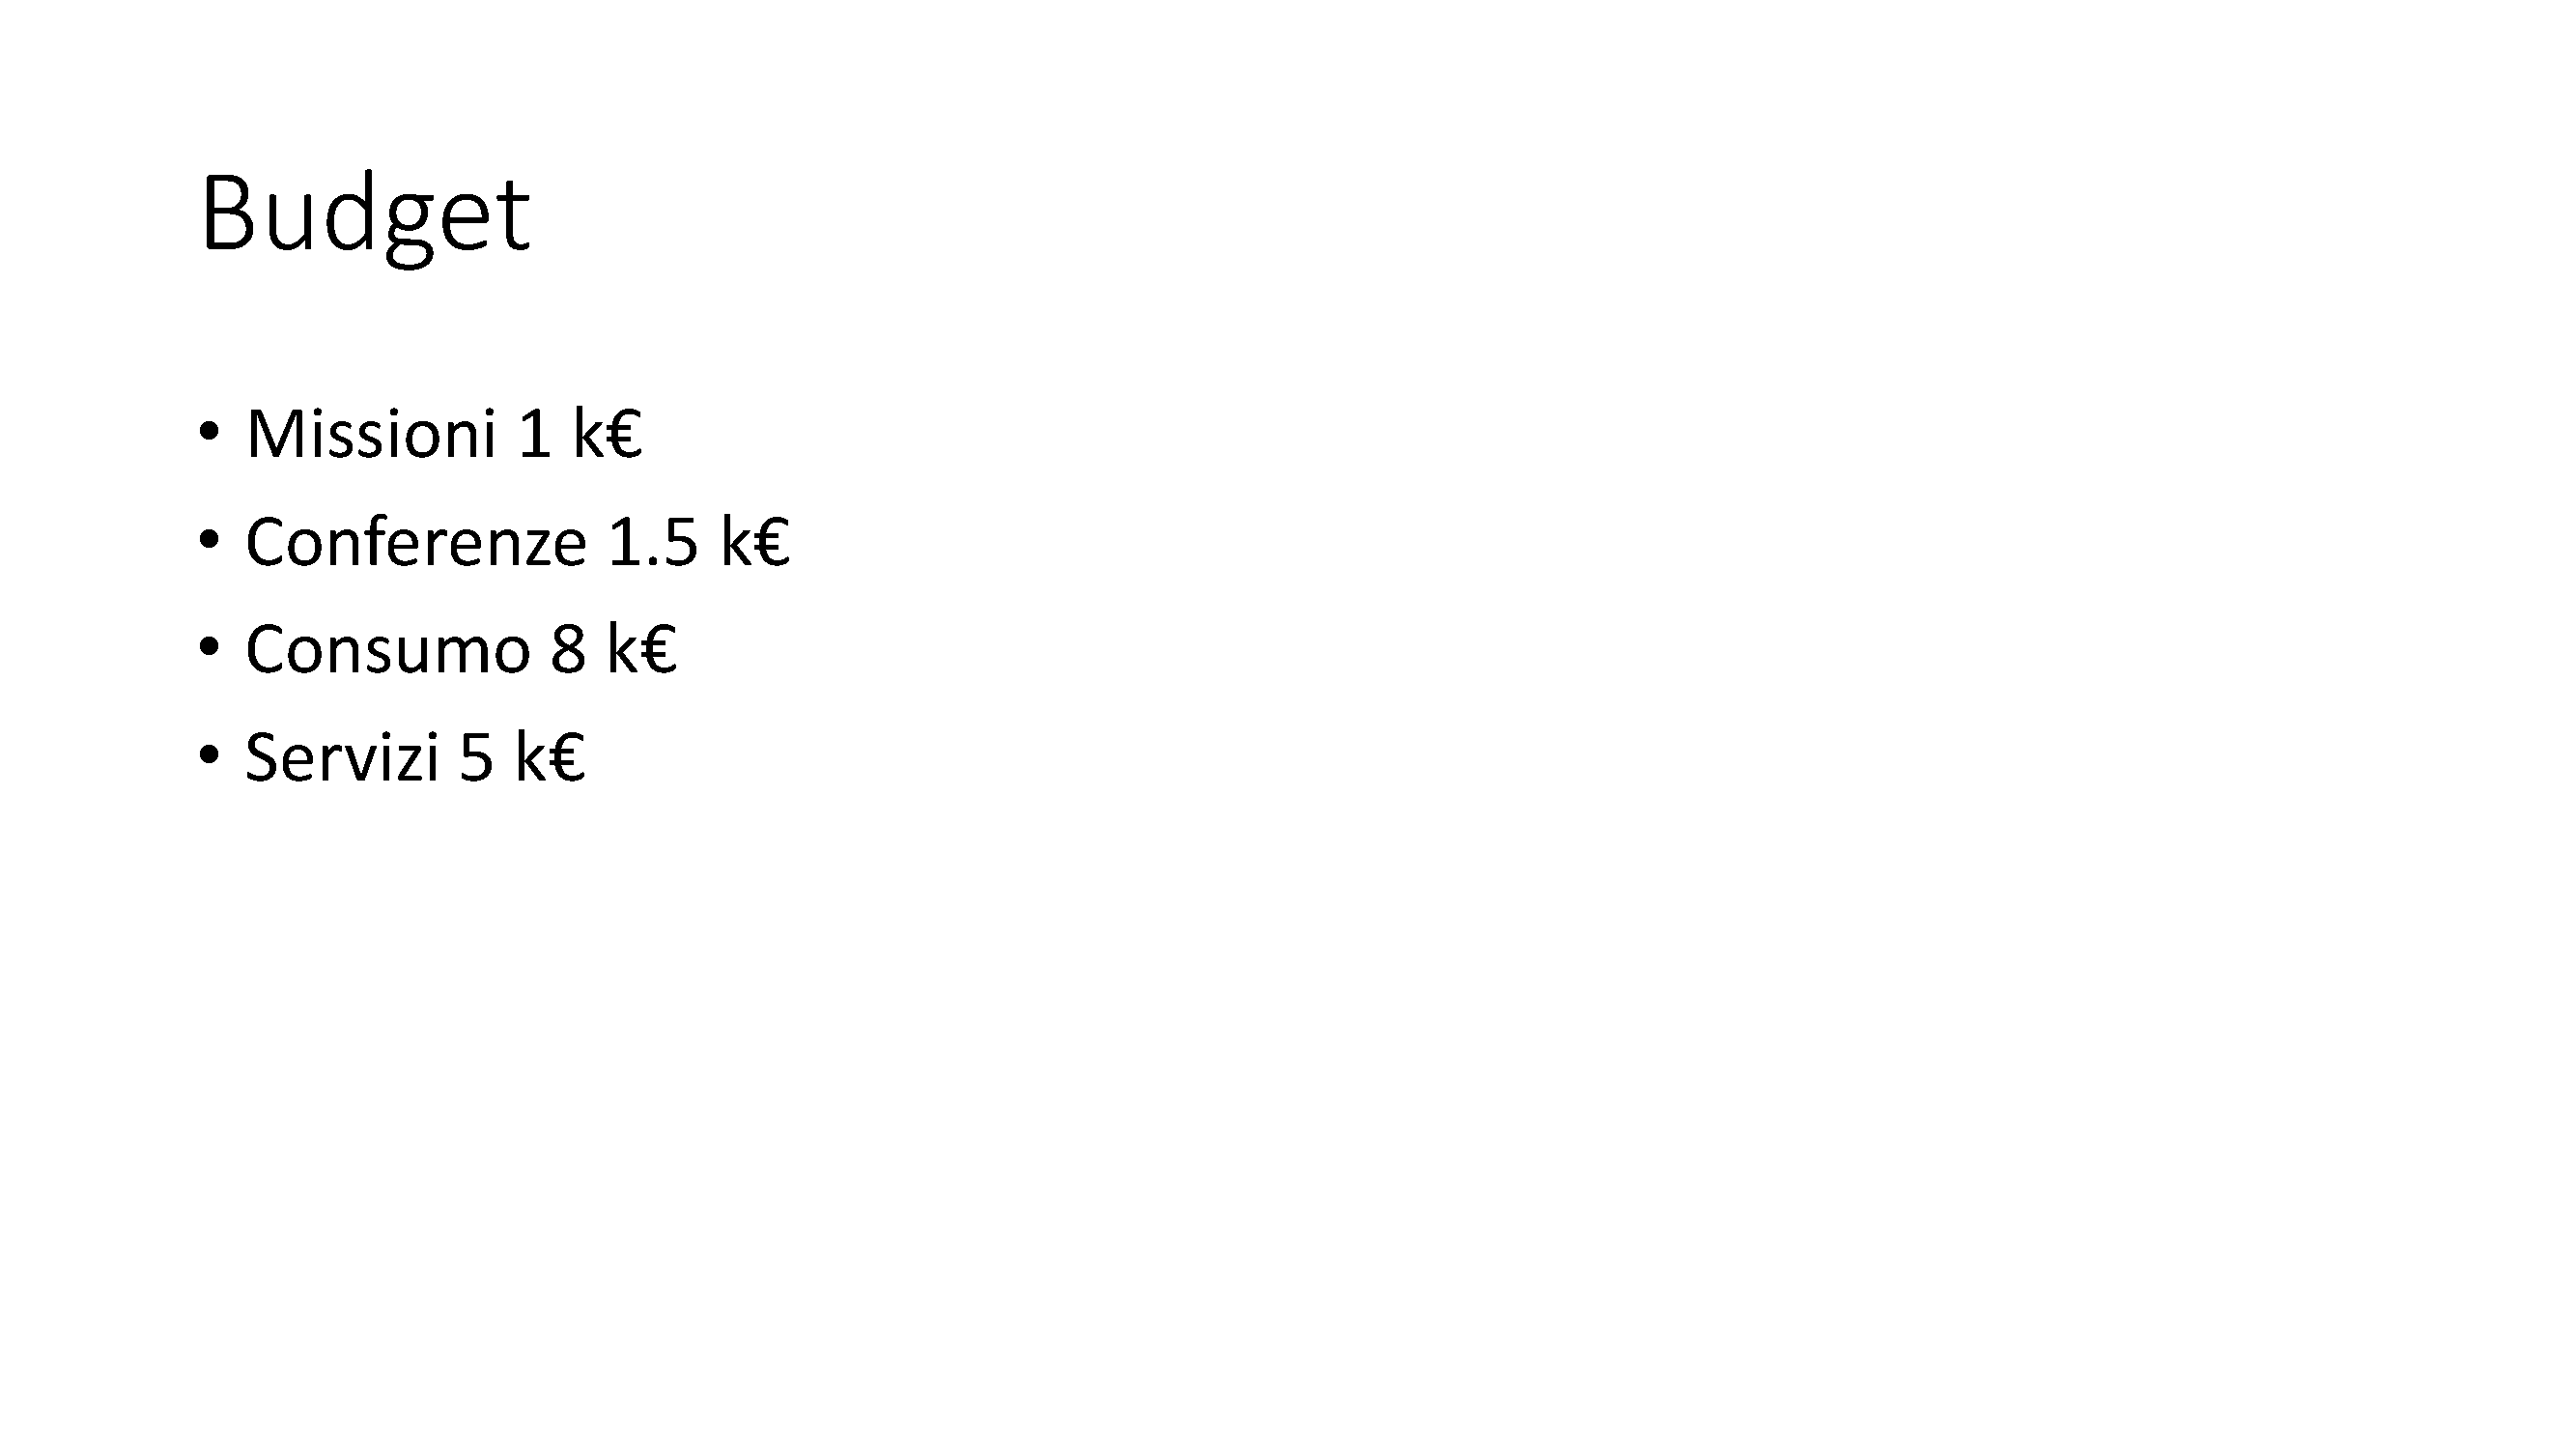 Budget
• Missioni 1 k€
• Conferenze 1.5 k€
• Consumo 8 k€
• Servizi 5 k€